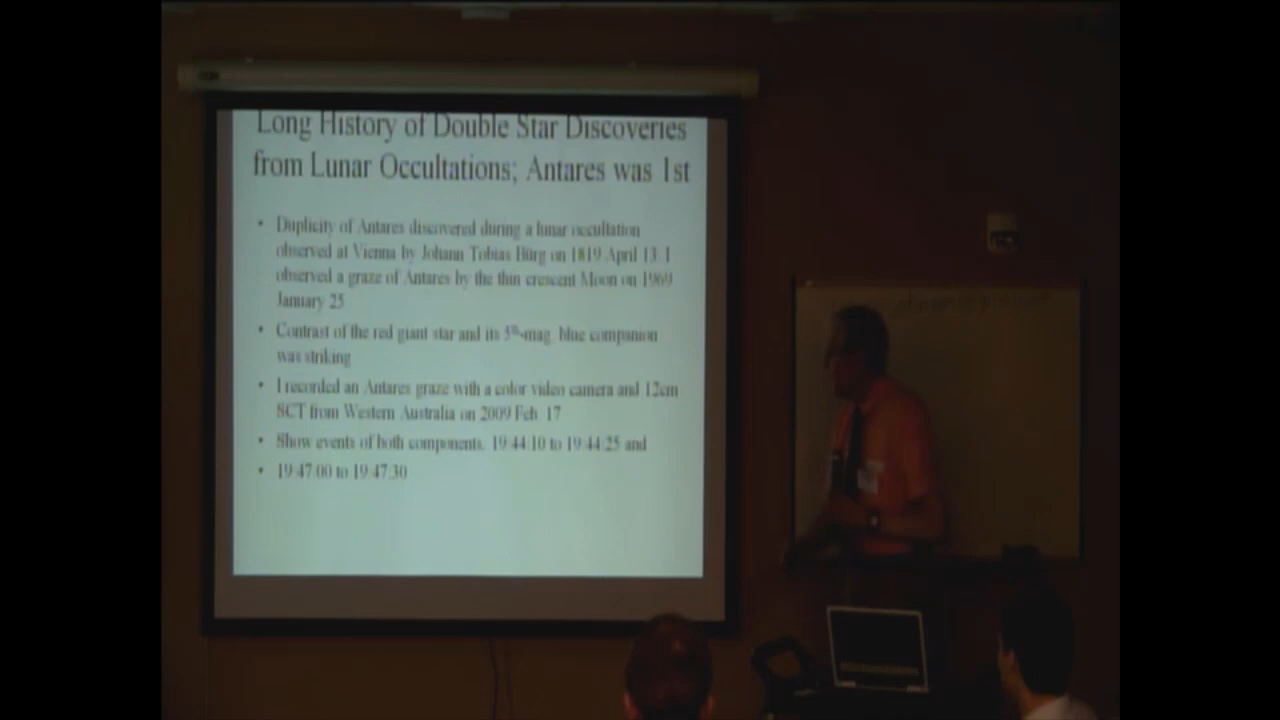 Long History of Double Star Discoveries
from Lunar Occultations; Antares was 1st
• Duplicity of Antares discovered during a lunar occultation
observed at Vienna by Johann Tobias Bürg on 1819 April 13. I
observed a graze of Antares by the thin crescent Moon on 1969
January 25
• Contrast of the red giant star and its 5th-mag. blue companion
was striking
• I recorded an Antares graze with a color video camera and 12cm
SCT from Western Australia on 2009 Feb. 17
• Show events of both components, 19:44:10 to 19:44:25 and
• 19:47:00 to 19:47:30